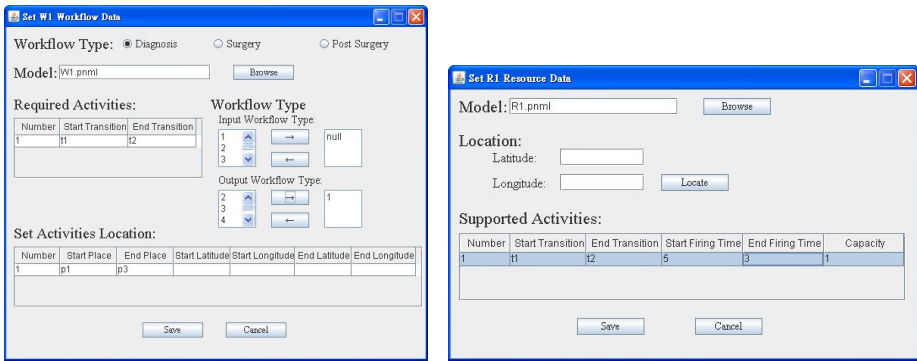 Set W1 Workflow Data
Workflow Type: Diagnosis Surgery Post Surgery
Model: W1.pnml Browse
Required Activities:
Number Start Transition End Transition
1 t1 t2
Workflow Type
Input Workflow Type:
1
2
3
→
←
null
Output Workflow Type:
2
3
4
→
←
1
Set Activities Location:
Number Start Place End Place Start Latitude Start Longitude End Latitude End Longitude
1 p1 p3
Save Cancel
Set R1 Resource Data
Model: R1.pnml Browse
Location:
Latitude:
Longitude: Locate
Supported Activities:
Number Start Transition End Transition Start Firing Time End Firing Time Capacity
1 t1 t2 5 3 1
Save Cancel